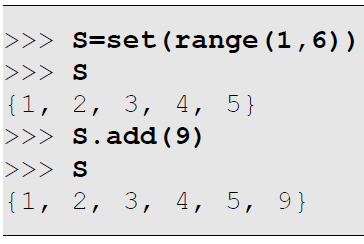 >>> S=set(range(1,6))
>>> S
{1, 2, 3, 4, 5}
>>> S.add(9)
>>> S
{1, 2, 3, 4, 5, 9}